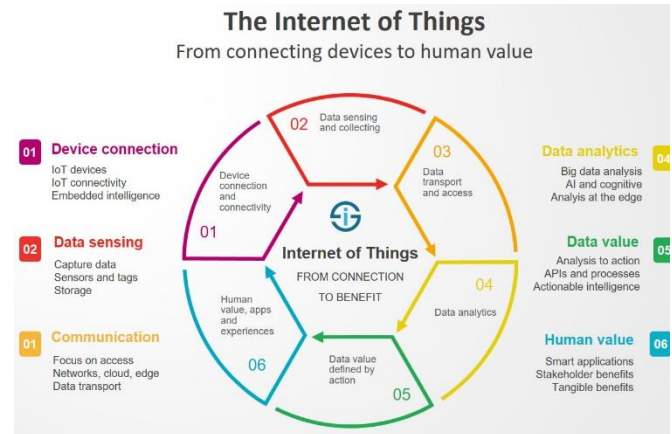 The Internet of Things
From connecting devices to human value
01 Device connection
IoT devices
IoT connectivity
Embedded intelligence
02 Data sensing
Capture data
Sensors and tags
Storage
01 Communication
Focus on access
Networks, cloud, edge
Data transport
01
Device
connection
and
connectivity
02
Data sensing
and collecting
03
Data
transport
and access
04
Data analytics
05
Data value
defined by
action
06
Human
value, apps
and
experiences
Internet of Things
FROM CONNECTION
TO BENEFIT
Data analytics 04
Big data analysis
AI and cognitive
Analyis at the edge
Data value 05
Analysis to action
APIs and processes
Actionable intelligence
Human value 06
Smart applications
Stakeholder benefits
Tangible benefits